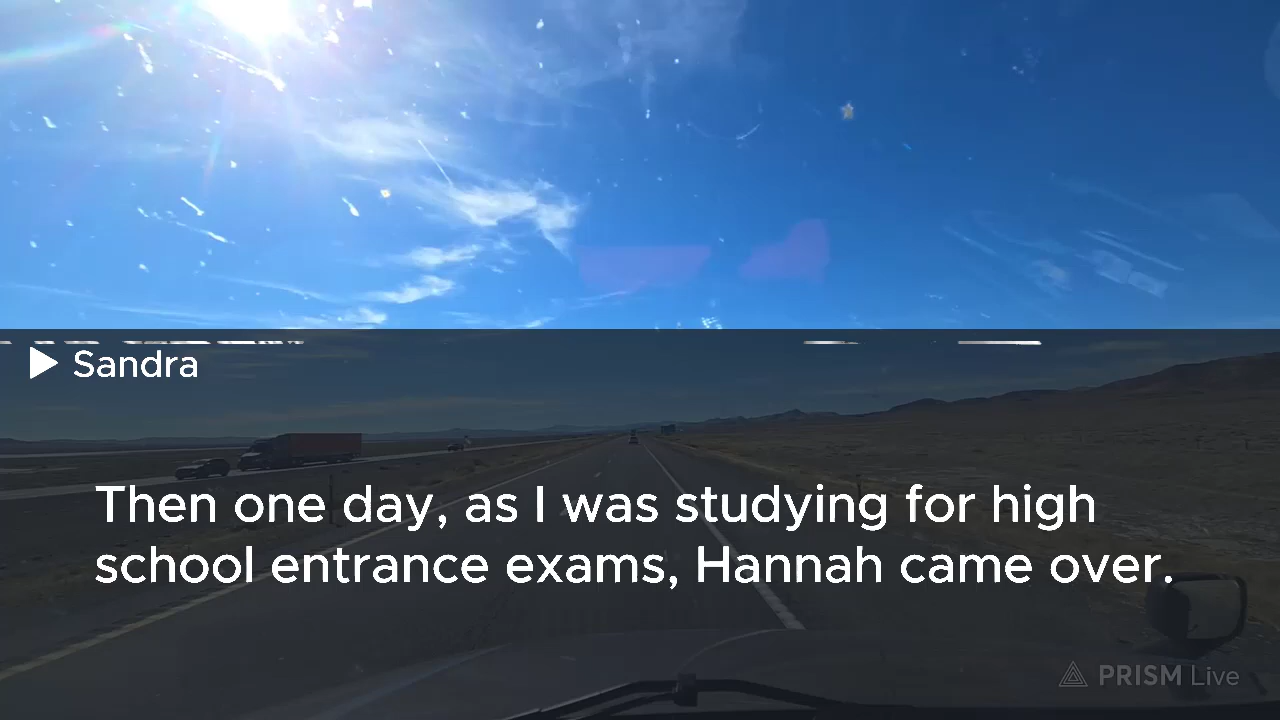 Sandra
Then one day, as I was studying for high
school entrance exams, Hannah came over.
PRISM Live